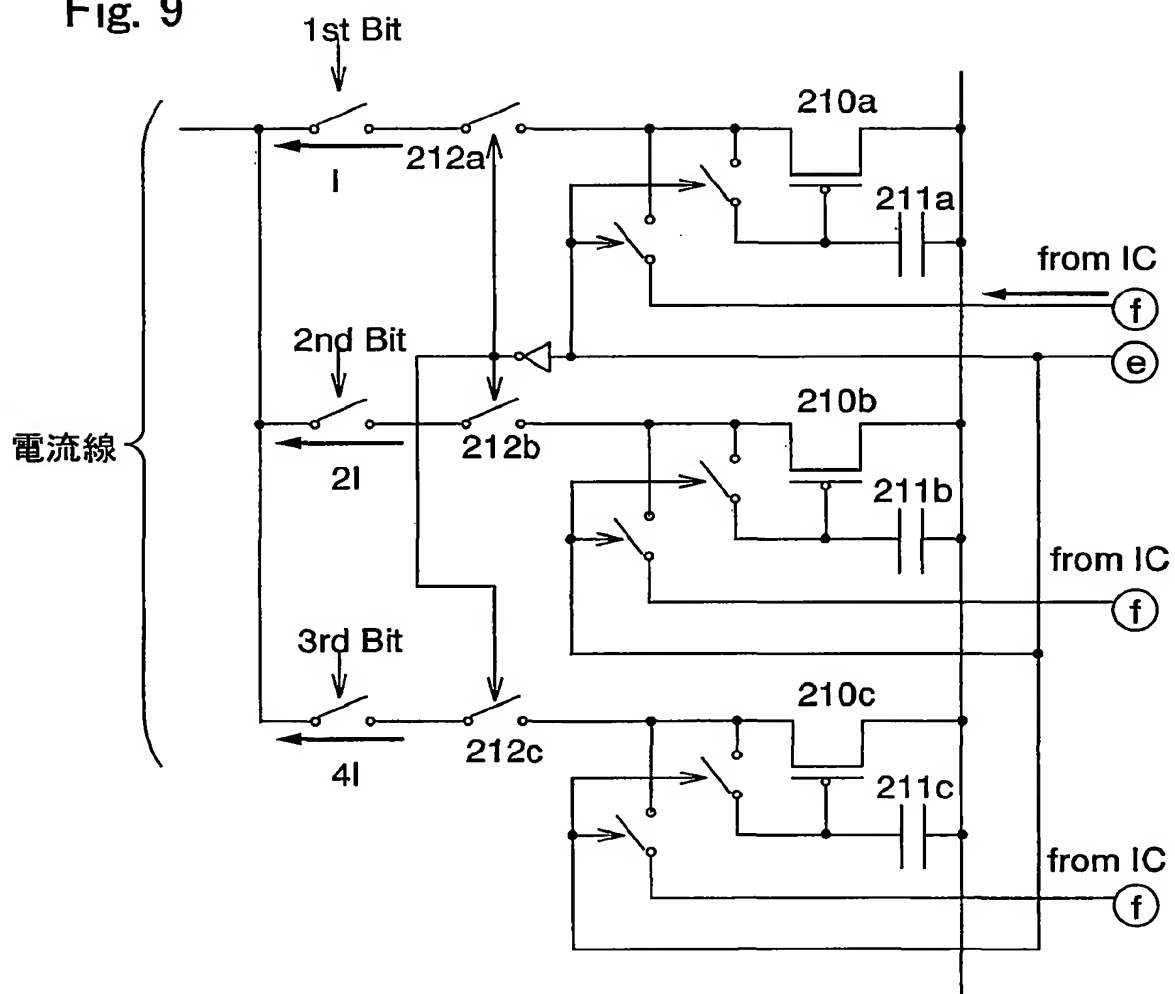 Fig. 9
1st Bit
210a
212a
I
211a
from IC
f
2nd Bit
e
210b
電流線
212b
2I
211b
from IC
f
3rd Bit
210c
212c
4I
211c
from IC
f